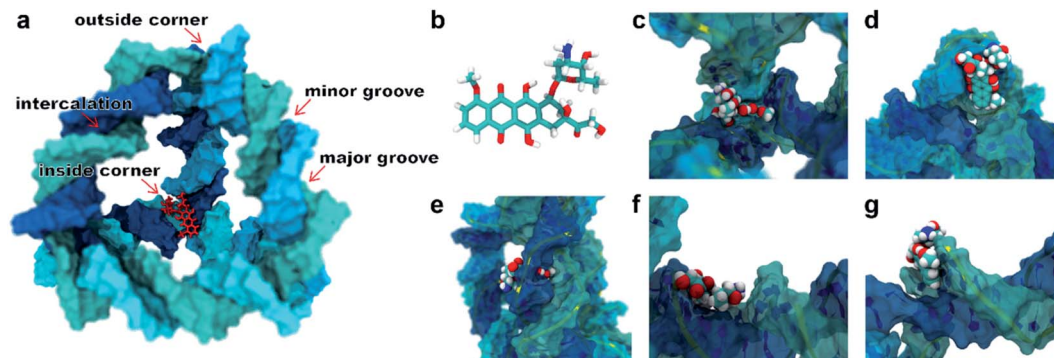 a
outside corner
intercalation
minor groove
inside corner
major groove
b
c
d
e
f
g